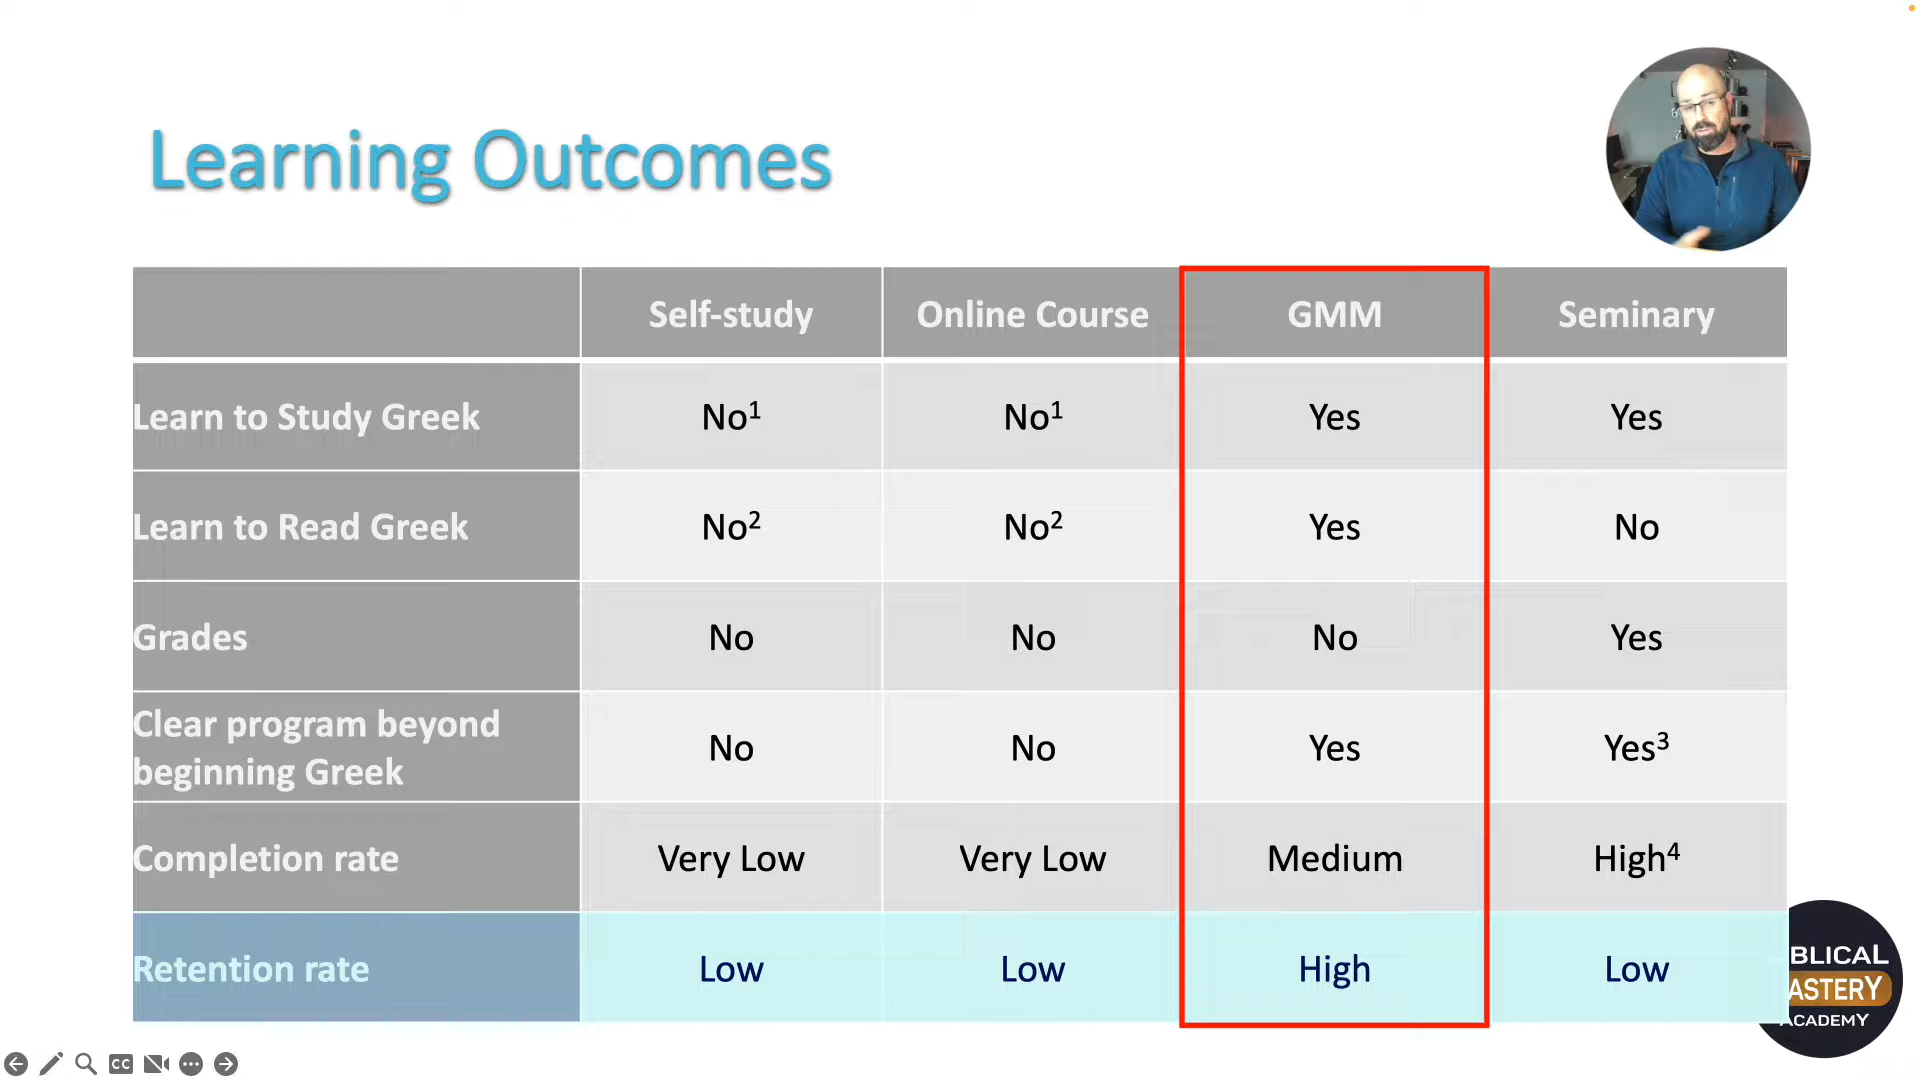 Learning Outcomes
Self-study Online Course GMM Seminary
Learn to Study Greek No¹ No¹ Yes Yes
Learn to Read Greek No² No² Yes No
Grades No No No Yes
Clear program beyond
beginning Greek No No Yes Yes³
Completion rate Very Low Very Low Medium High⁴
Retention rate Low Low High Low
BLICAL
ASTERY
ACADEMY
CC